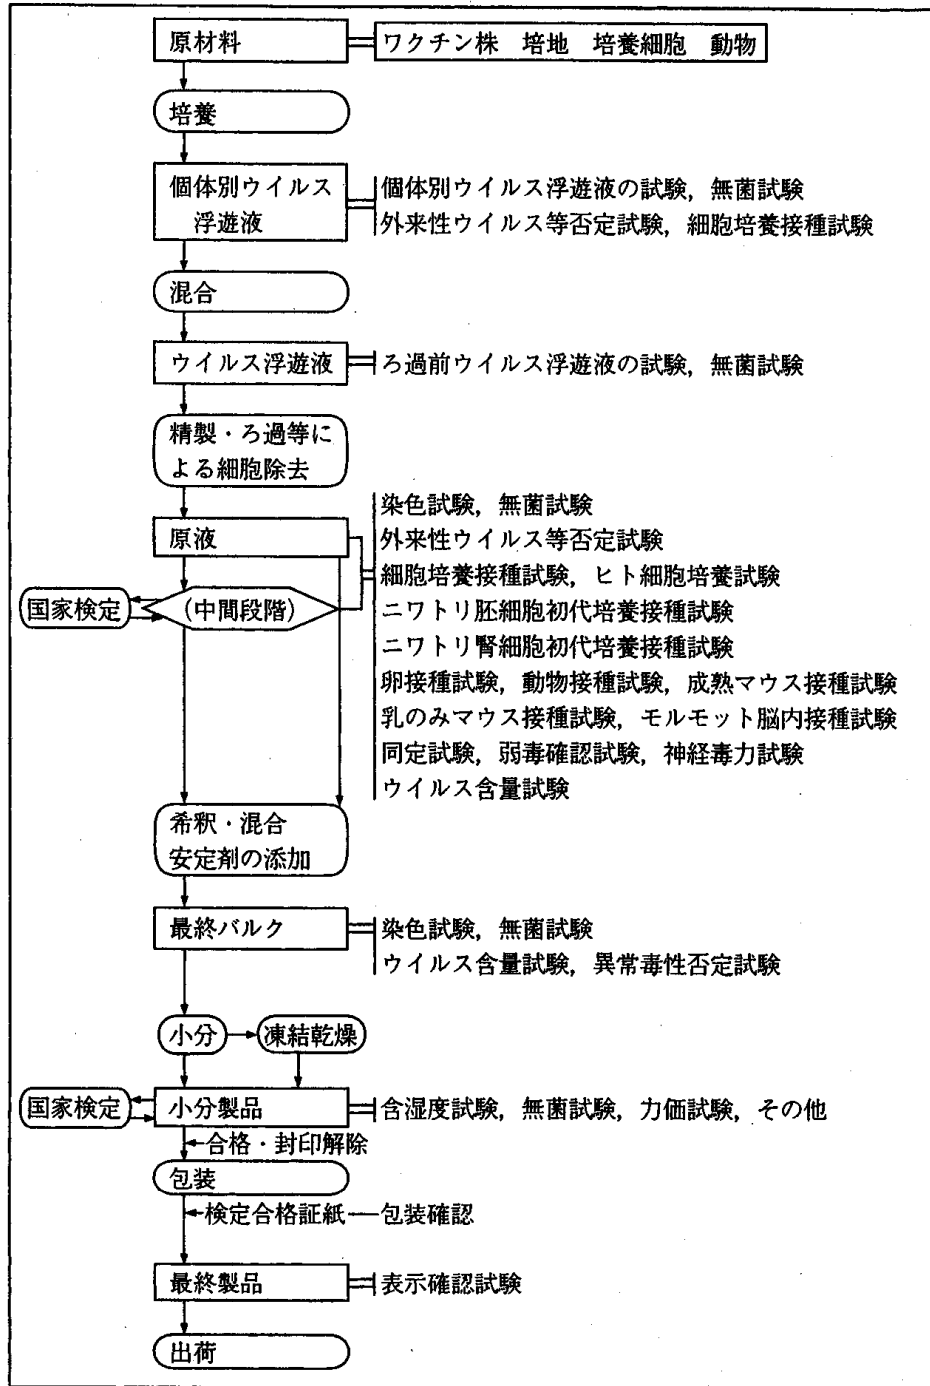 原材料
ワクチン株 培地 培養細胞 動物
培養
個体別ウイルス
浮遊液
個体別ウイルス浮遊液の試験，無菌試験
外来性ウイルス等否定試験，細胞培養接種試験
混合
ウイルス浮遊液
ろ過前ウイルス浮遊液の試験，無菌試験
精製・ろ過等に
よる細胞除去
原液
染色試験，無菌試験
外来性ウイルス等否定試験
細胞培養接種試験，ヒト細胞培養試験
国家検定
(中間段階)
ニワトリ胚細胞初代培養接種試験
ニワトリ腎細胞初代培養接種試験
卵接種試験，動物接種試験，成熟マウス接種試験
乳のみマウス接種試験，モルモット脳内接種試験
同定試験，弱毒確認試験，神経毒力試験
ウイルス含量試験
希釈・混合
安定剤の添加
最終バルク
染色試験，無菌試験
ウイルス含量試験，異常毒性否定試験
小分
凍結乾燥
国家検定
小分製品
含湿度試験，無菌試験，力価試験，その他
合格・封印解除
包装
検定合格証紙
包装確認
最終製品
表示確認試験
出荷